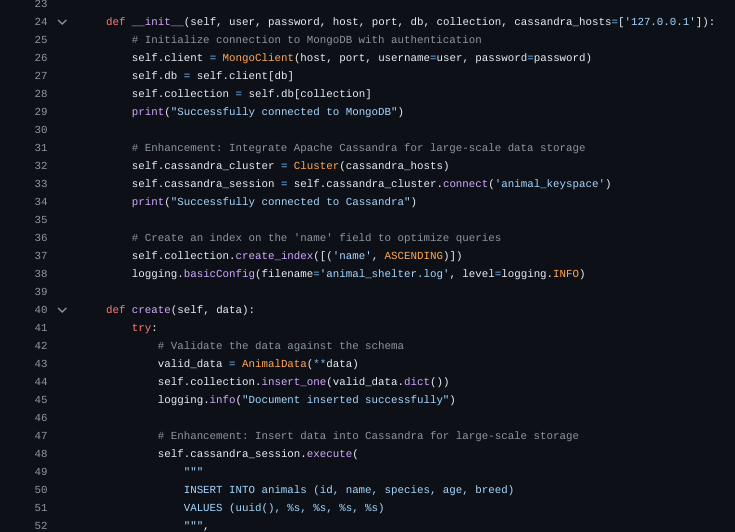 23
24 def __init__(self, user, password, host, port, db, collection, cassandra_hosts=['127.0.0.1']):
25 # Initialize connection to MongoDB with authentication
26 self.client = MongoClient(host, port, username=user, password=password)
27 self.db = self.client[db]
28 self.collection = self.db[collection]
29 print("Successfully connected to MongoDB")
30
31 # Enhancement: Integrate Apache Cassandra for large-scale data storage
32 self.cassandra_cluster = Cluster(cassandra_hosts)
33 self.cassandra_session = self.cassandra_cluster.connect('animal_keyspace')
34 print("Successfully connected to Cassandra")
35
36 # Create an index on the 'name' field to optimize queries
37 self.collection.create_index([('name', ASCENDING)])
38 logging.basicConfig(filename='animal_shelter.log', level=logging.INFO)
39
40 def create(self, data):
41 try:
42 # Validate the data against the schema
43 valid_data = AnimalData(**data)
44 self.collection.insert_one(valid_data.dict())
45 logging.info("Document inserted successfully")
46
47 # Enhancement: Insert data into Cassandra for large-scale storage
48 self.cassandra_session.execute(
49 """
50 INSERT INTO animals (id, name, species, age, breed)
51 VALUES (uuid(), %s, %s, %s, %s)
52 """,